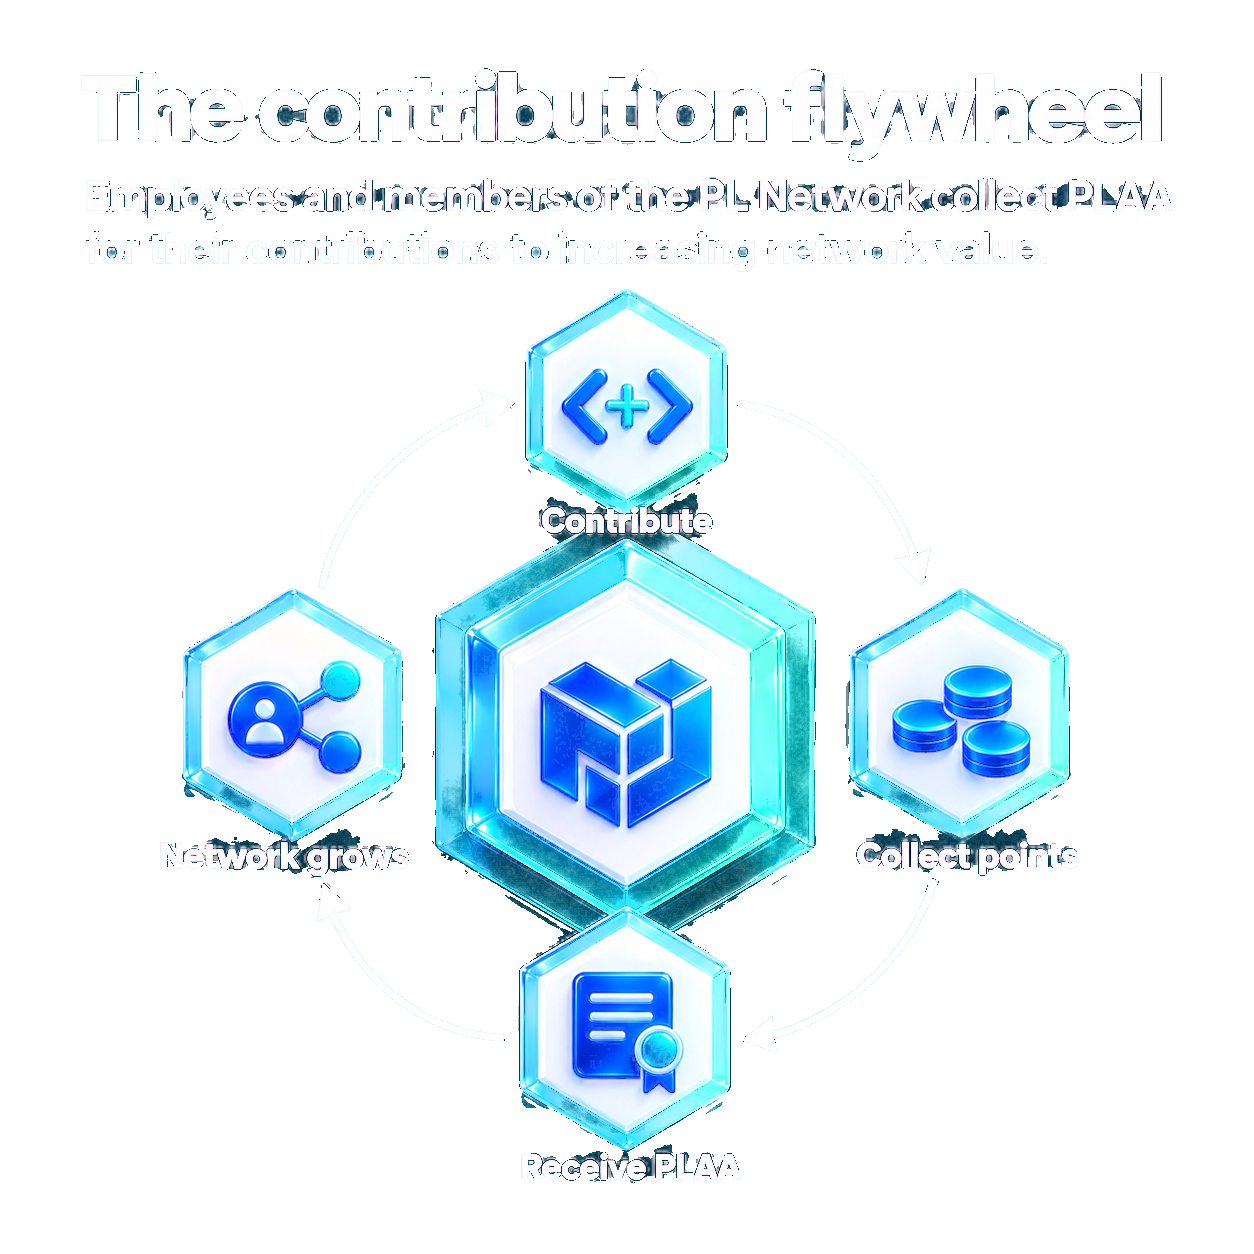 The contribution flywheel
Employees and members of the PL Network collect PLAA
for their contributions to increasing network value.
Contribute
Network grows
Collect points
Receive PLAA